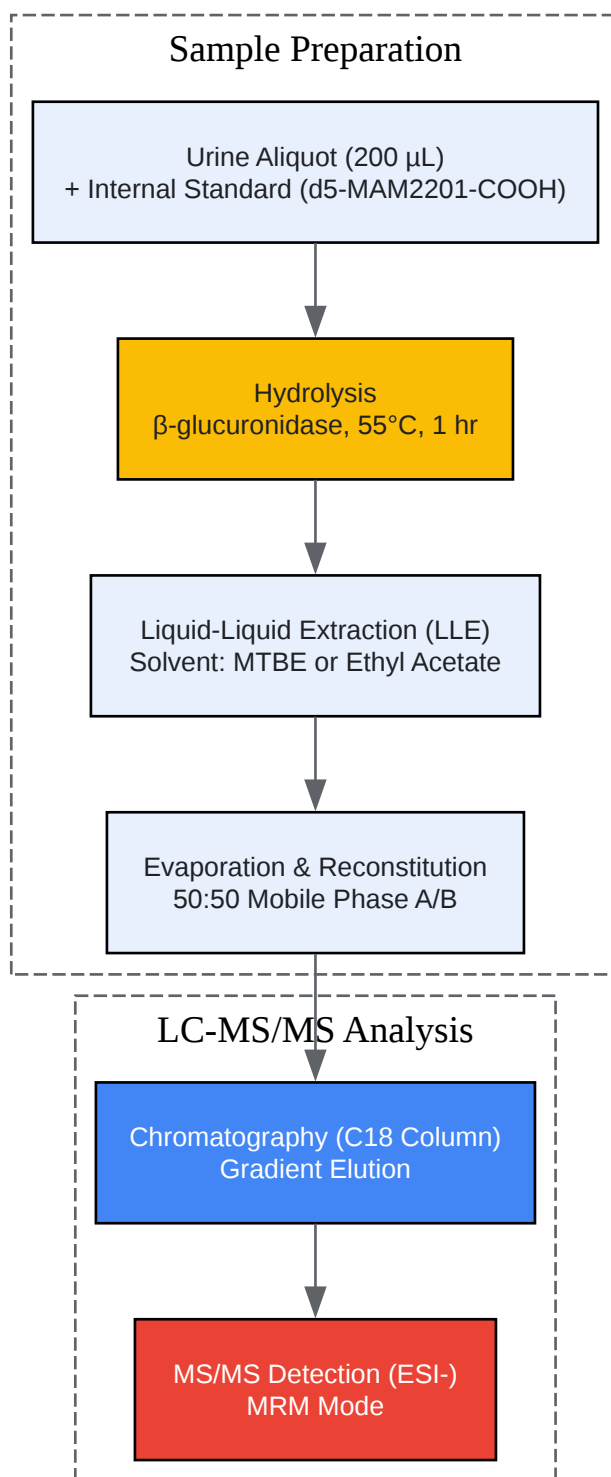 Sample Preparation
Urine Aliquot (200 µL)
+ Internal Standard (d5-MAM2201-COOH)
Hydrolysis
β-glucuronidase, 55°C, 1 hr
Liquid-Liquid Extraction (LLE)
Solvent: MTBE or Ethyl Acetate
Evaporation & Reconstitution
50:50 Mobile Phase A/B
LC-MS/MS Analysis
Chromatography (C18 Column)
Gradient Elution
MS/MS Detection (ESI-)
MRM Mode